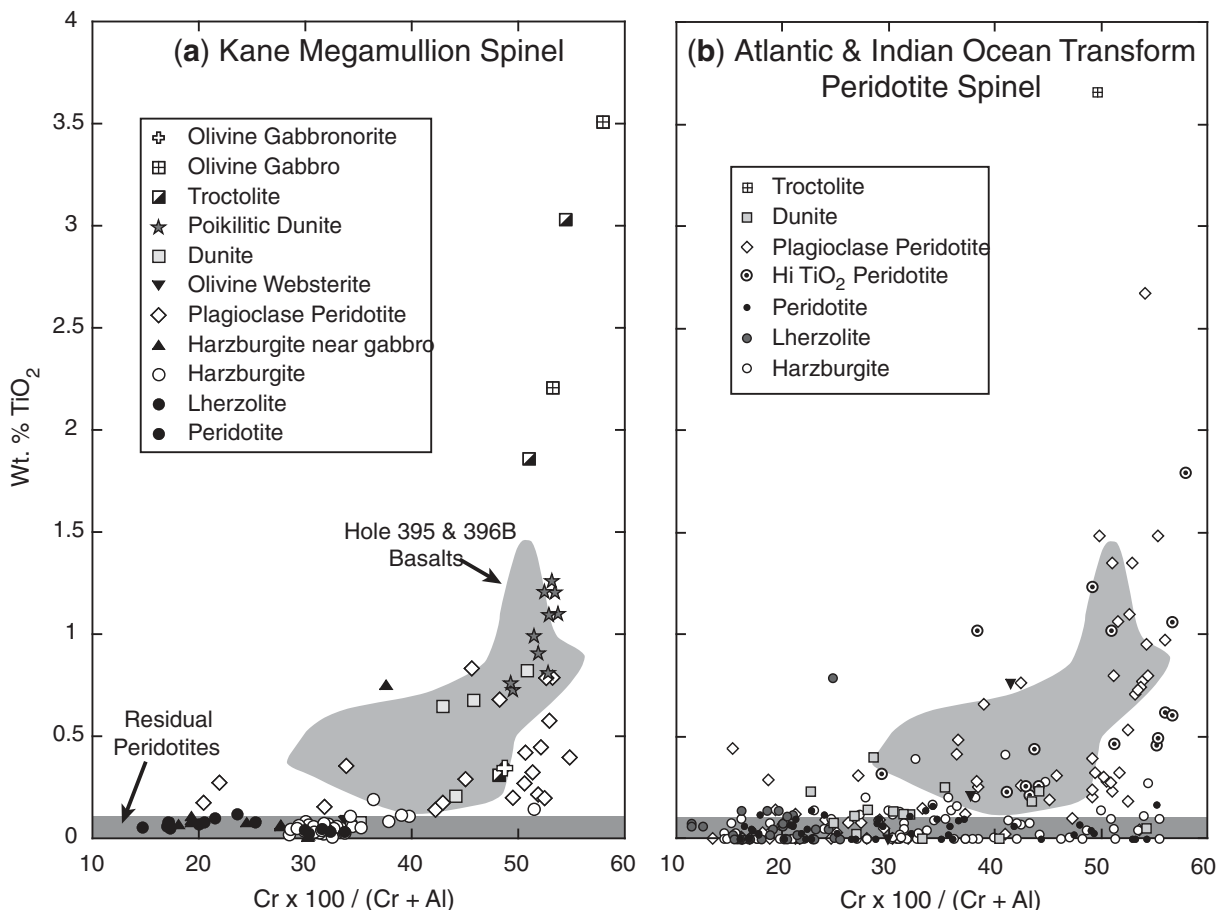 (a) Kane Megamullion Spinel
Olivine Gabbronorite
Olivine Gabbro
Troctolite
Poikilitic Dunite
Dunite
Olivine Websterite
Plagioclase Peridotite
Harzburgite near gabbro
Harzburgite
Lherzolite
Peridotite
Hole 395 & 396B
Basalts
Residual
Peridotites
Wt. % TiO2
4
3.5
3
2.5
2
1.5
1
0.5
0
10 20 30 40 50 60
Cr x 100 / (Cr + Al)
(b) Atlantic & Indian Ocean Transform
Peridotite Spinel
Troctolite
Dunite
Plagioclase Peridotite
Hi TiO2 Peridotite
Peridotite
Lherzolite
Harzburgite
10 20 30 40 50 60
Cr x 100 / (Cr + Al)